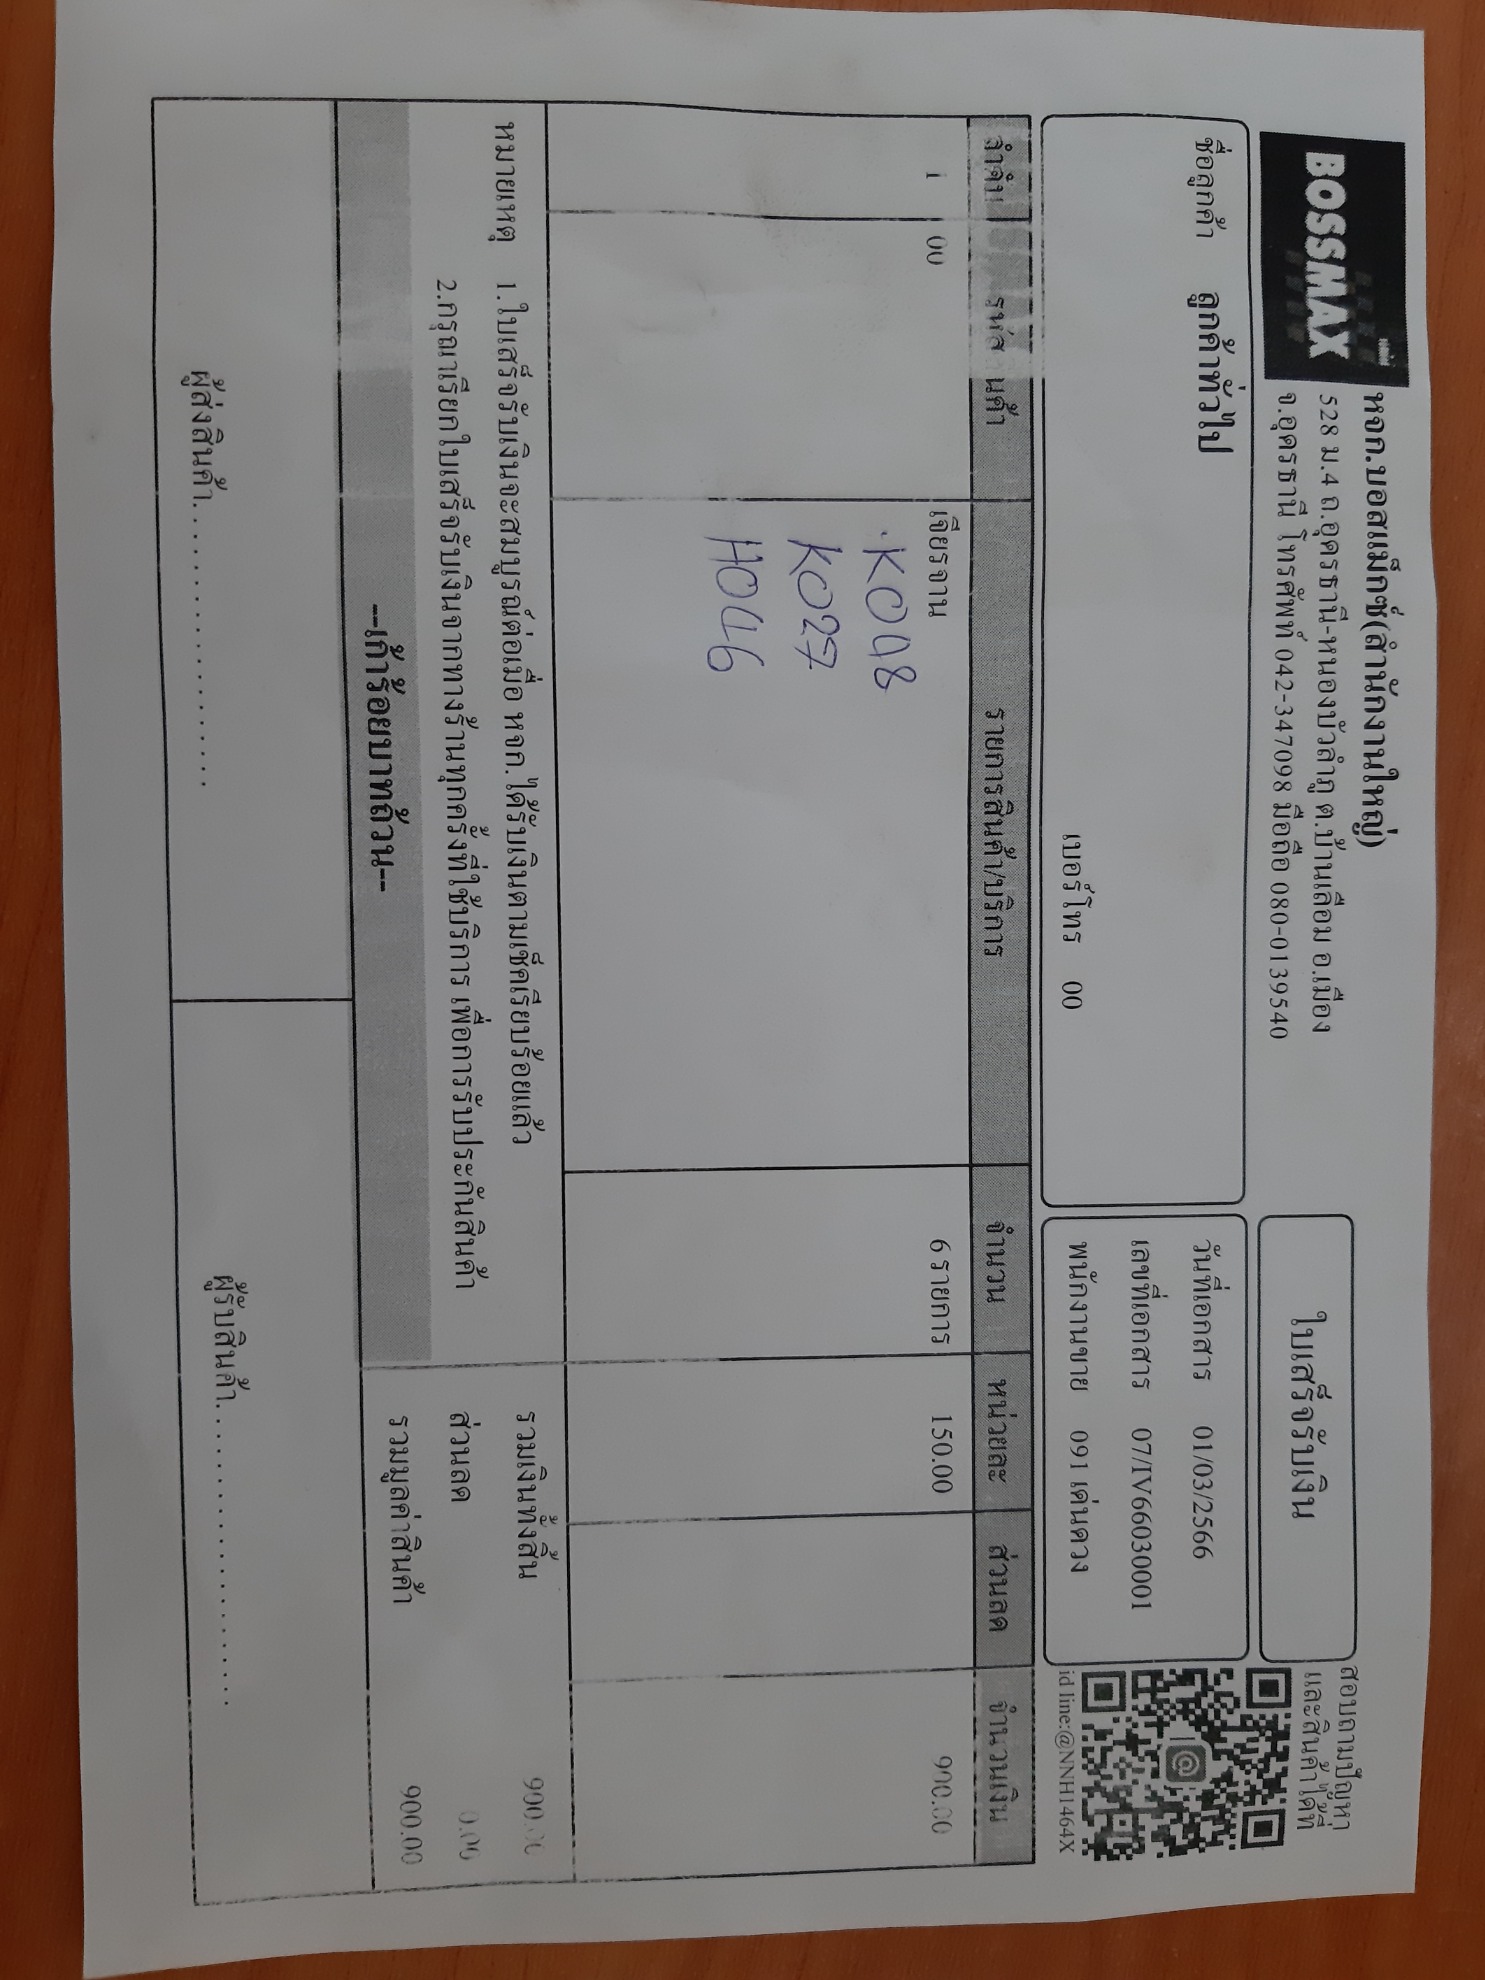 BOSSMAX
หจก.บอสแม็กซ์(สำนักงานใหญ่)
528 ม.4 ถ.อุดรธานี-หนองบัวลำภู ต.บ้านเลื่อม อ.เมือง
จ.อุดรธานี โทรศัพท์ 042-347098 มือถือ 080-0139540
ใบเสร็จรับเงิน
สอบถามปัญหา
และสินค้าได้ที่
ชื่อลูกค้า ลูกค้าทั่วไป
เบอร์โทร 00
วันที่เอกสาร 01/03/2566
เลขที่เอกสาร 07/IV66030001
พนักงานขาย 091 เด่นดวง
id line:@NNH1464X
ลำดับ รหัส นค้า รายการสินค้า/บริการ จำนวน หน่วยละ ส่วนลด จำนวนเงิน
1 00 เจียรจาน 6 รายการ 150.00 900.00
K048
K027
H046
หมายเหตุ 1.ใบเสร็จรับเงินจะสมบูรณ์ต่อเมื่อ หจก. ได้รับเงินตามเช็คเรียบร้อยแล้ว
2.กรุณาเรียกใบเสร็จรับเงินจากทางร้านทุกครั้งที่ใช้บริการ เพื่อการรับประกันสินค้า
--เก้าร้อยบาทถ้วน--
รวมเงินทั้งสิ้น 900.00
ส่วนลด 0.00
รวมมูลค่าสินค้า 900.00
ผู้ส่งสินค้า..............................
ผู้รับสินค้า..............................